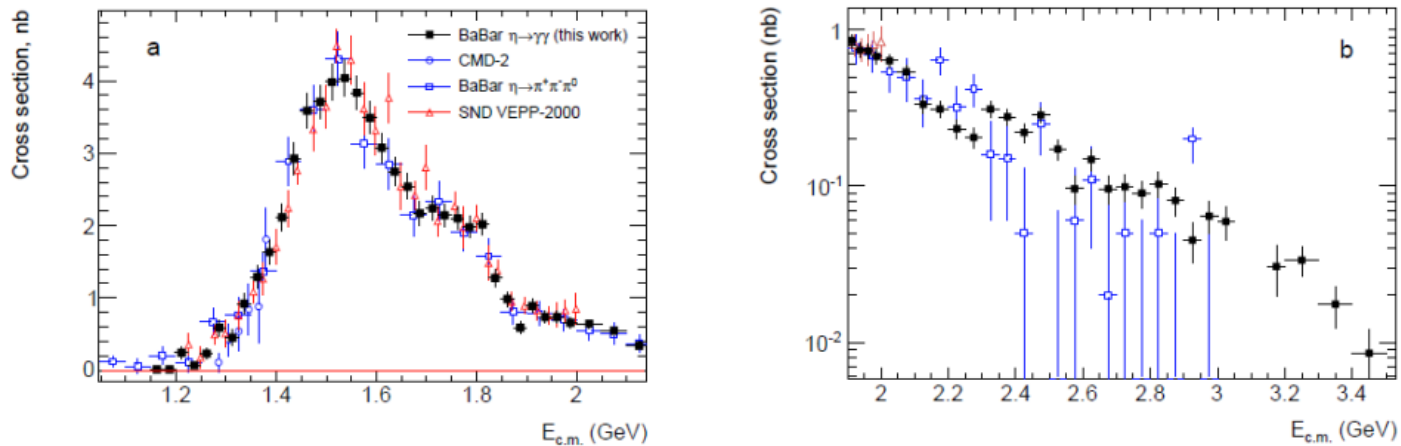 Cross section, nb
a
BaBar η→γγ (this work)
CMD-2
BaBar η→π⁺π⁻π⁰
SND VEPP-2000
4
3
2
1
0
1.2
1.4
1.6
1.8
2
E_c.m. (GeV)
Cross section (nb)
b
1
10⁻¹
10⁻²
2
2.2
2.4
2.6
2.8
3
3.2
3.4
E_c.m. (GeV)